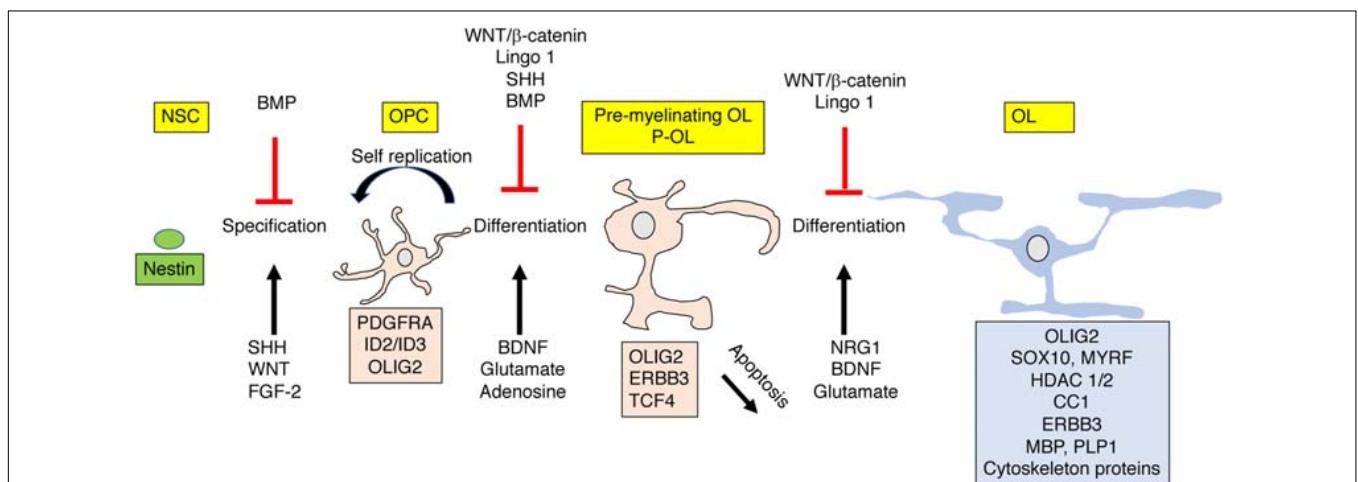 NSC
Nestin
BMP
Specification
SHH
WNT
FGF-2
OPC
Self replication
PDGFRA
ID2/ID3
OLIG2
WNT/β-catenin
Lingo 1
SHH
BMP
Differentiation
BDNF
Glutamate
Adenosine
Pre-myelinating OL
P-OL
OLIG2
ERBB3
TCF4
Apoptosis
WNT/β-catenin
Lingo 1
Differentiation
NRG1
BDNF
Glutamate
OL
OLIG2
SOX10, MYRF
HDAC 1/2
CC1
ERBB3
MBP, PLP1
Cytoskeleton proteins